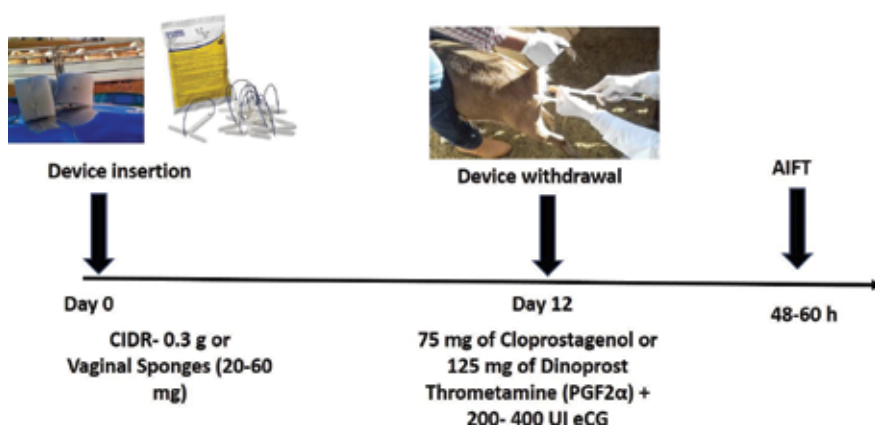 Device insertion
Device withdrawal
AIFT
Day 0
CIDR- 0.3 g or
Vaginal Sponges (20-60
mg)
Day 12
75 mg of Cloprostagenol or
125 mg of Dinoprost
Thrometamine (PGF2α) +
200- 400 UI eCG
48-60 h